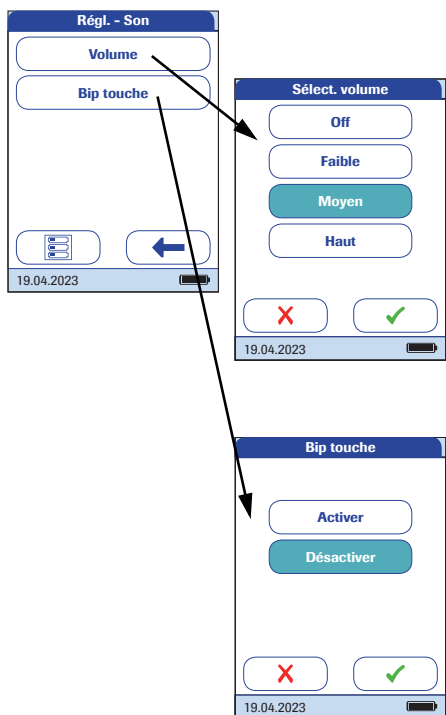 Régl. - Son
Volume
Bip touche
19.04.2023
Sélect. volume
Off
Faible
Moyen
Haut
19.04.2023
Bip touche
Activer
Désactiver
19.04.2023